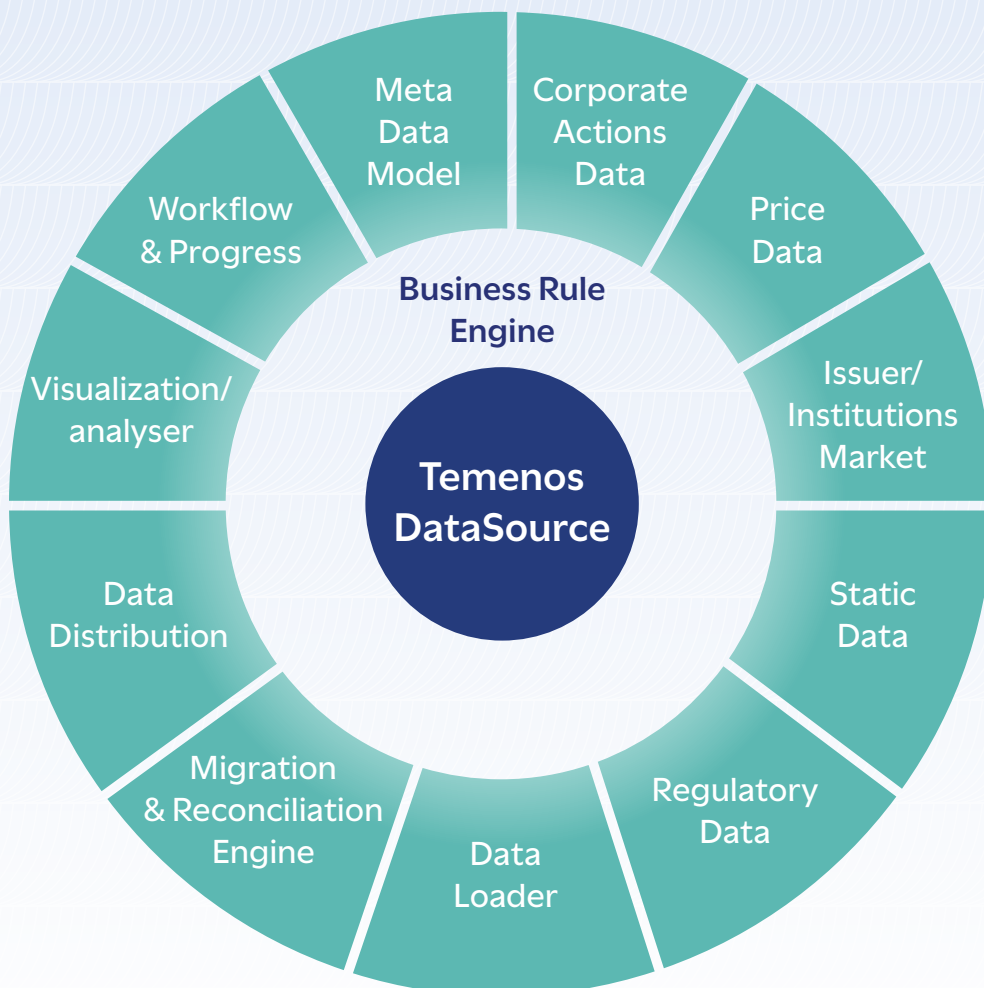 Meta
Data
Model
Corporate
Actions
Data
Price
Data
Issuer/
Institutions
Market
Static
Data
Regulatory
Data
Data
Loader
Migration
& Reconciliation
Engine
Data
Distribution
Visualization/
analyser
Workflow
& Progress
Business Rule
Engine
Temenos
DataSource